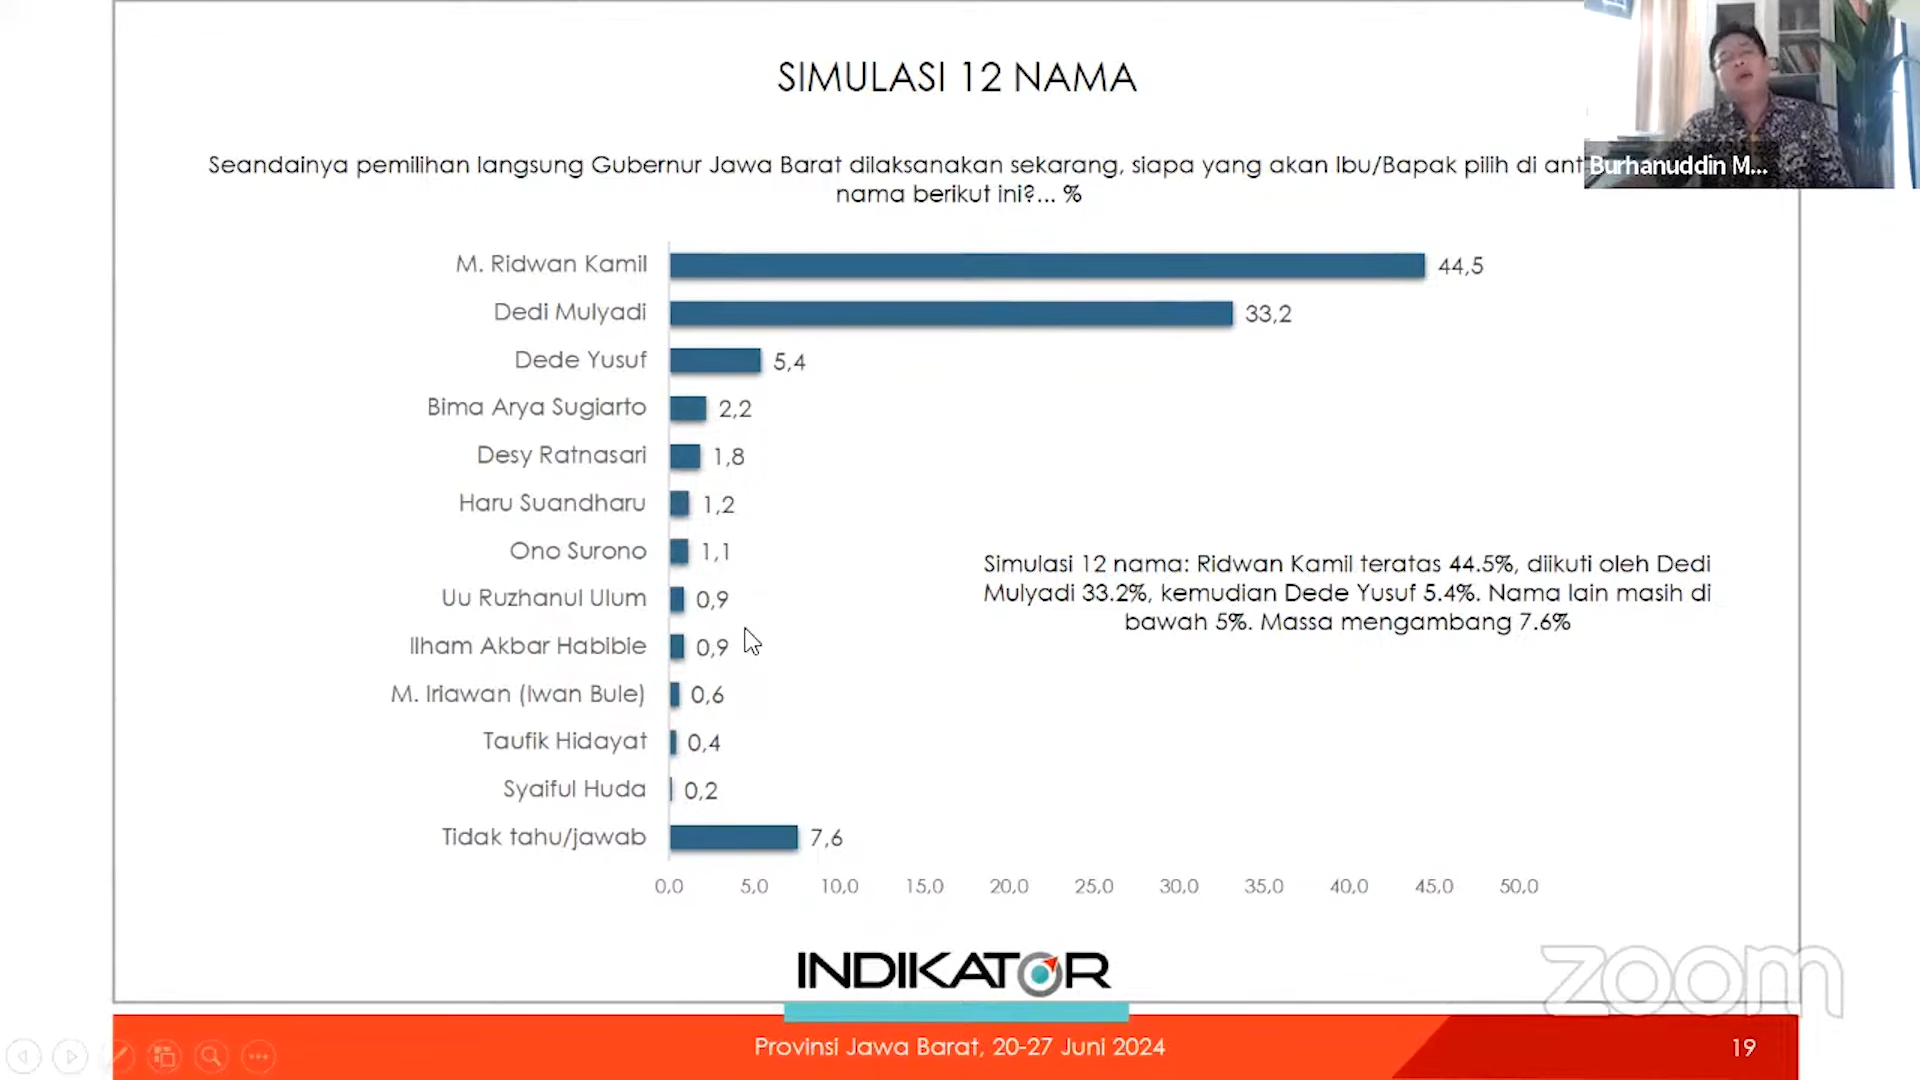 SIMULASI 12 NAMA
Seandainya pemilihan langsung Gubernur Jawa Barat dilaksanakan sekarang, siapa yang akan Ibu/Bapak pilih di ant
Burhanuddin M...
nama berikut ini?... %
M. Ridwan Kamil 44,5
Dedi Mulyadi 33,2
Dede Yusuf 5,4
Bima Arya Sugiarto 2,2
Desy Ratnasari 1,8
Haru Suandharu 1,2
Ono Surono 1,1
Uu Ruzhanul Ulum 0,9
Ilham Akbar Habibie 0,9
M. Iriawan (Iwan Bule) 0,6
Taufik Hidayat 0,4
Syaiful Huda 0,2
Tidak tahu/jawab 7,6
0,0 5,0 10,0 15,0 20,0 25,0 30,0 35,0 40,0 45,0 50,0
Simulasi 12 nama: Ridwan Kamil teratas 44.5%, diikuti oleh Dedi
Mulyadi 33.2%, kemudian Dede Yusuf 5.4%. Nama lain masih di
bawah 5%. Massa mengambang 7.6%
INDIKATOR
zoom
Provinsi Jawa Barat, 20-27 Juni 2024
19